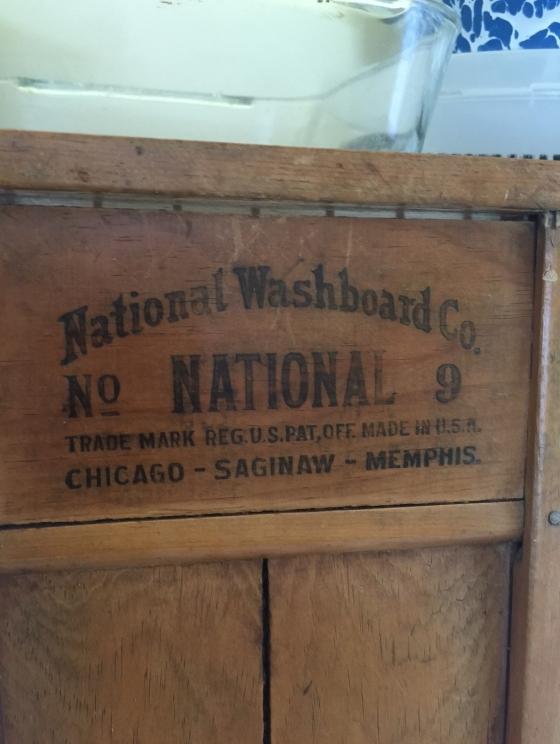 National Washboard Co.
No NATIONAL 9
TRADE MARK REG.U.S.PAT,OFF. MADE IN U.S.A.
CHICAGO - SAGINAW - MEMPHIS.